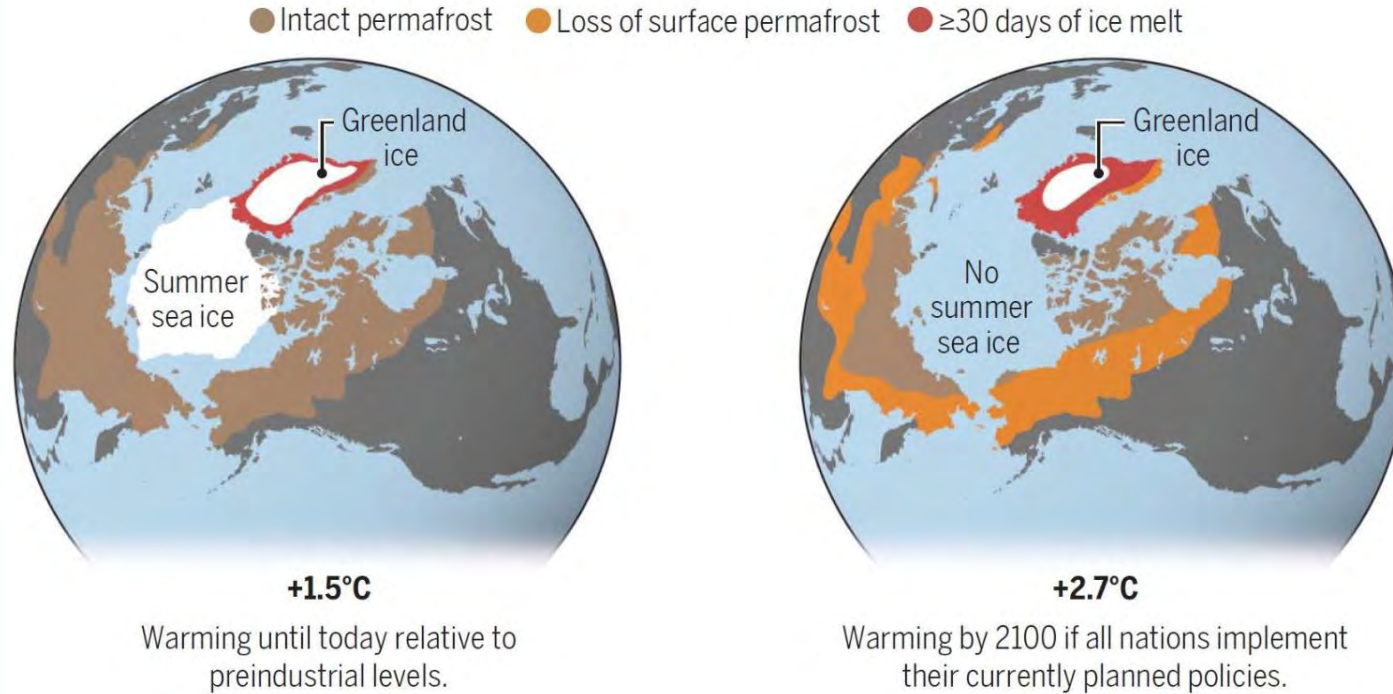 Intact permafrost Loss of surface permafrost ≥30 days of ice melt
Greenland
ice
Summer
sea ice
+1.5°C
Warming until today relative to
preindustrial levels.
Greenland
ice
No
summer
sea ice
+2.7°C
Warming by 2100 if all nations implement
their currently planned policies.